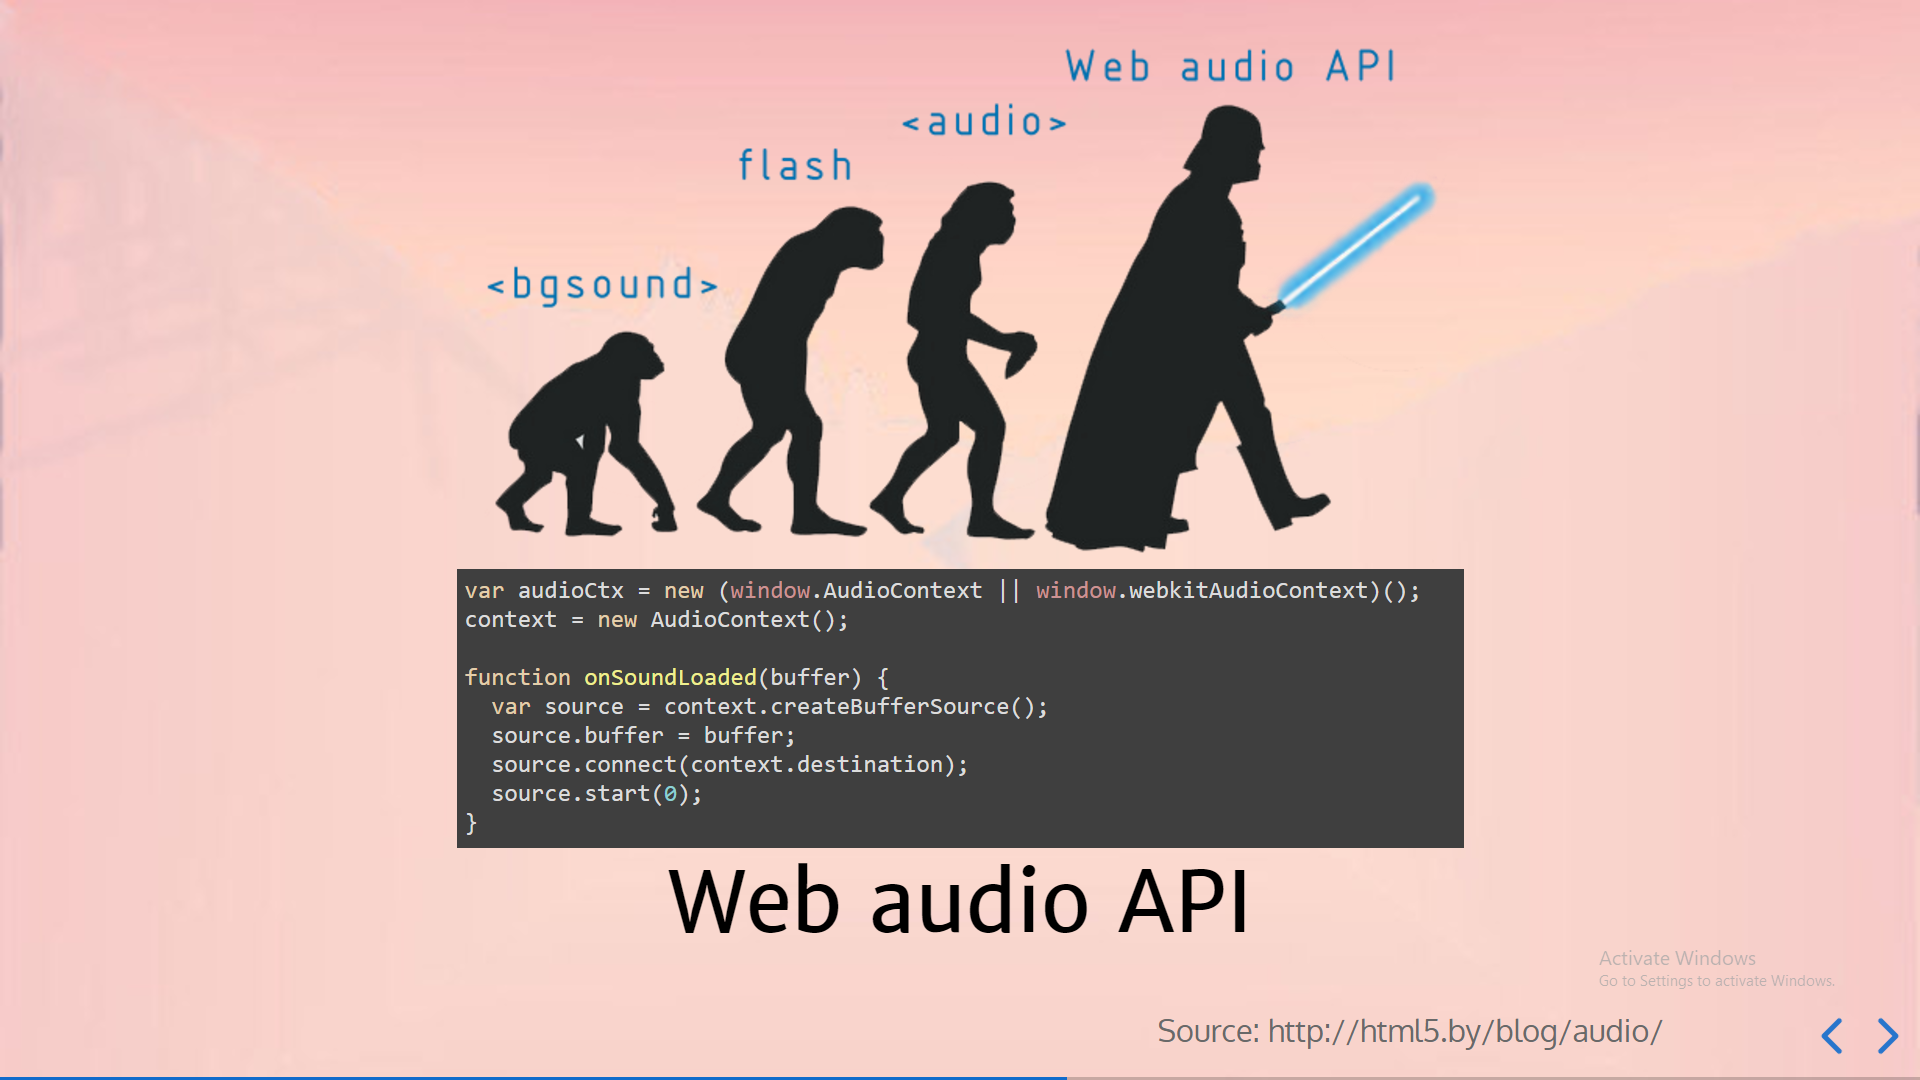 Web audio API
<audio>
flash
<bgsound>
var audioCtx = new (window.AudioContext || window.webkitAudioContext)();
context = new AudioContext();
function onSoundLoaded(buffer) {
  var source = context.createBufferSource();
  source.buffer = buffer;
  source.connect(context.destination);
  source.start(0);
}
Web audio API
Activate Windows
Go to Settings to activate Windows.
Source: http://html5.by/blog/audio/